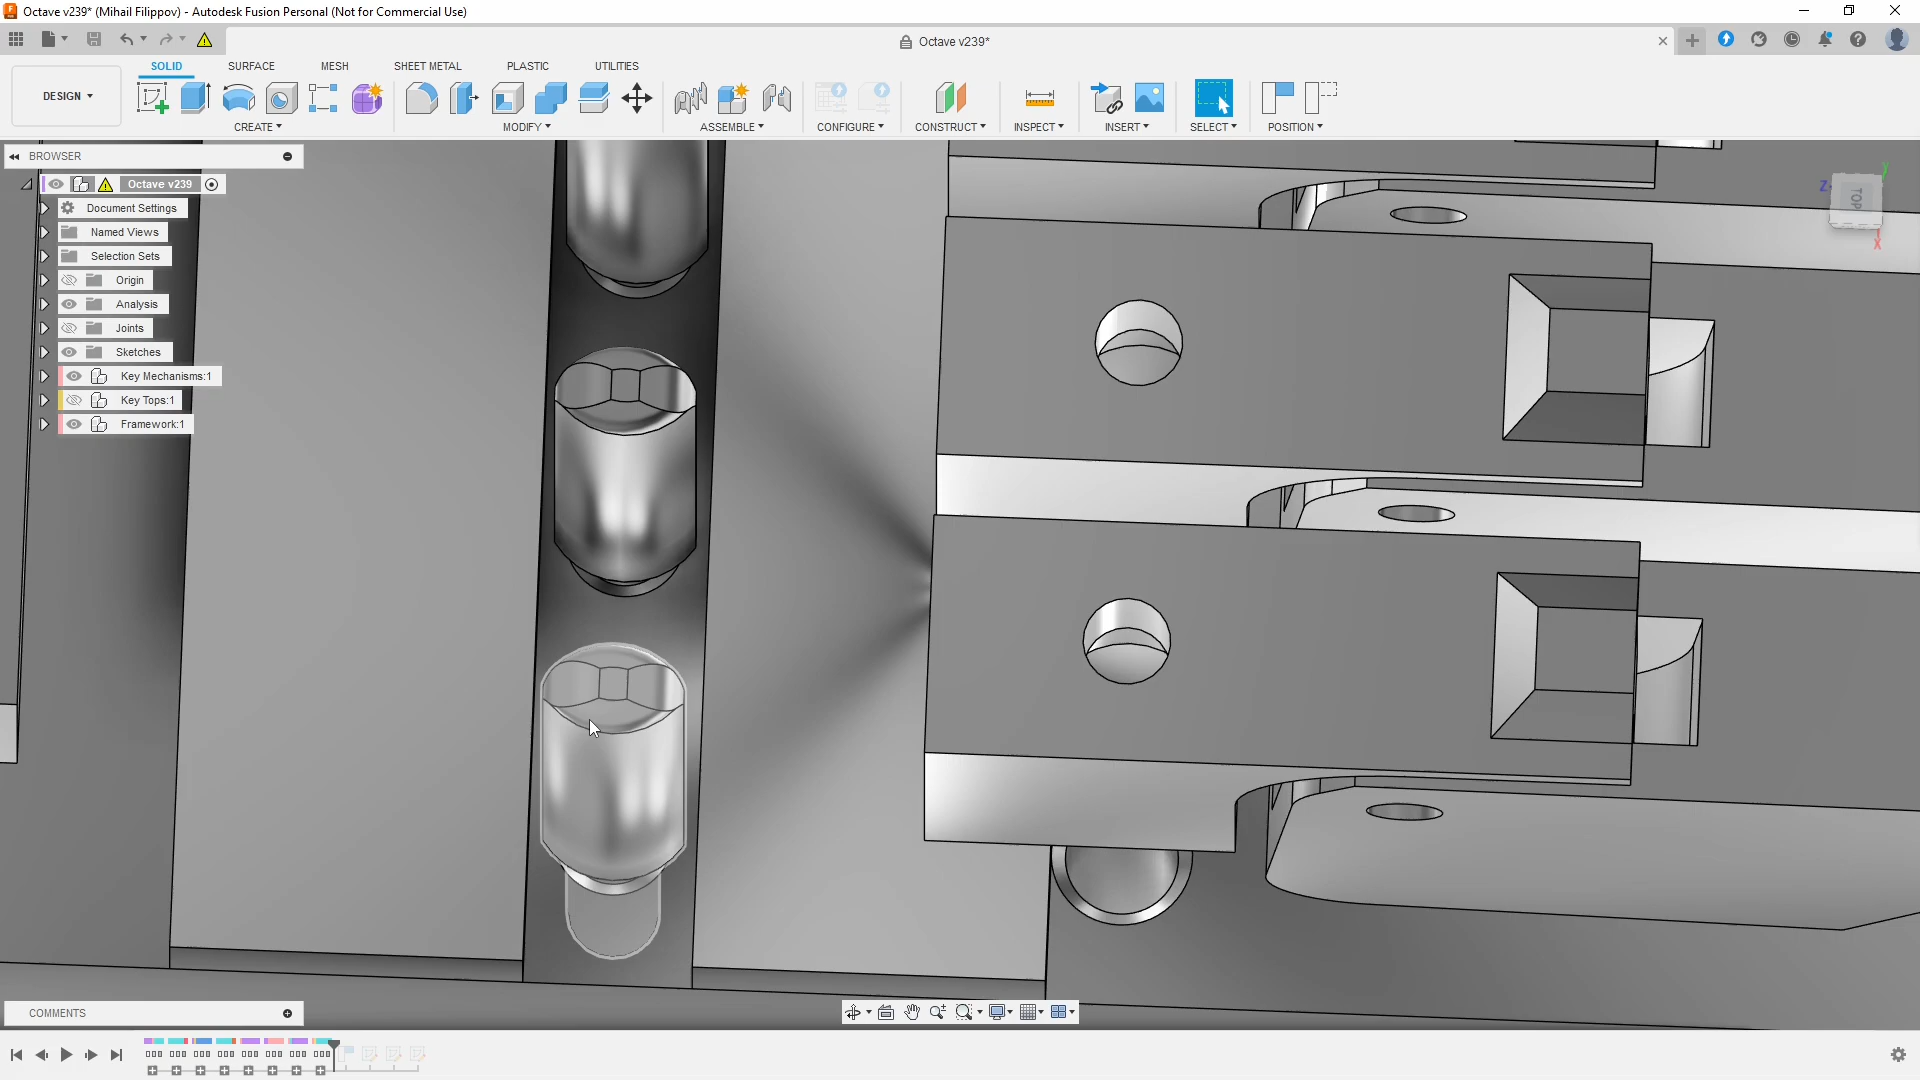 Octave v239* (Mihail Filippov) - Autodesk Fusion Personal (Not for Commercial Use)
Octave v239*
SOLID SURFACE MESH SHEET METAL PLASTIC UTILITIES
DESIGN
CREATE MODIFY ASSEMBLE CONFIGURE CONSTRUCT INSPECT INSERT SELECT POSITION
BROWSER
Octave v239
Document Settings
Named Views
Selection Sets
Origin
Analysis
Joints
Sketches
Key Mechanisms:1
Key Tops:1
Framework:1
Z
Y
TOP
X
COMMENTS